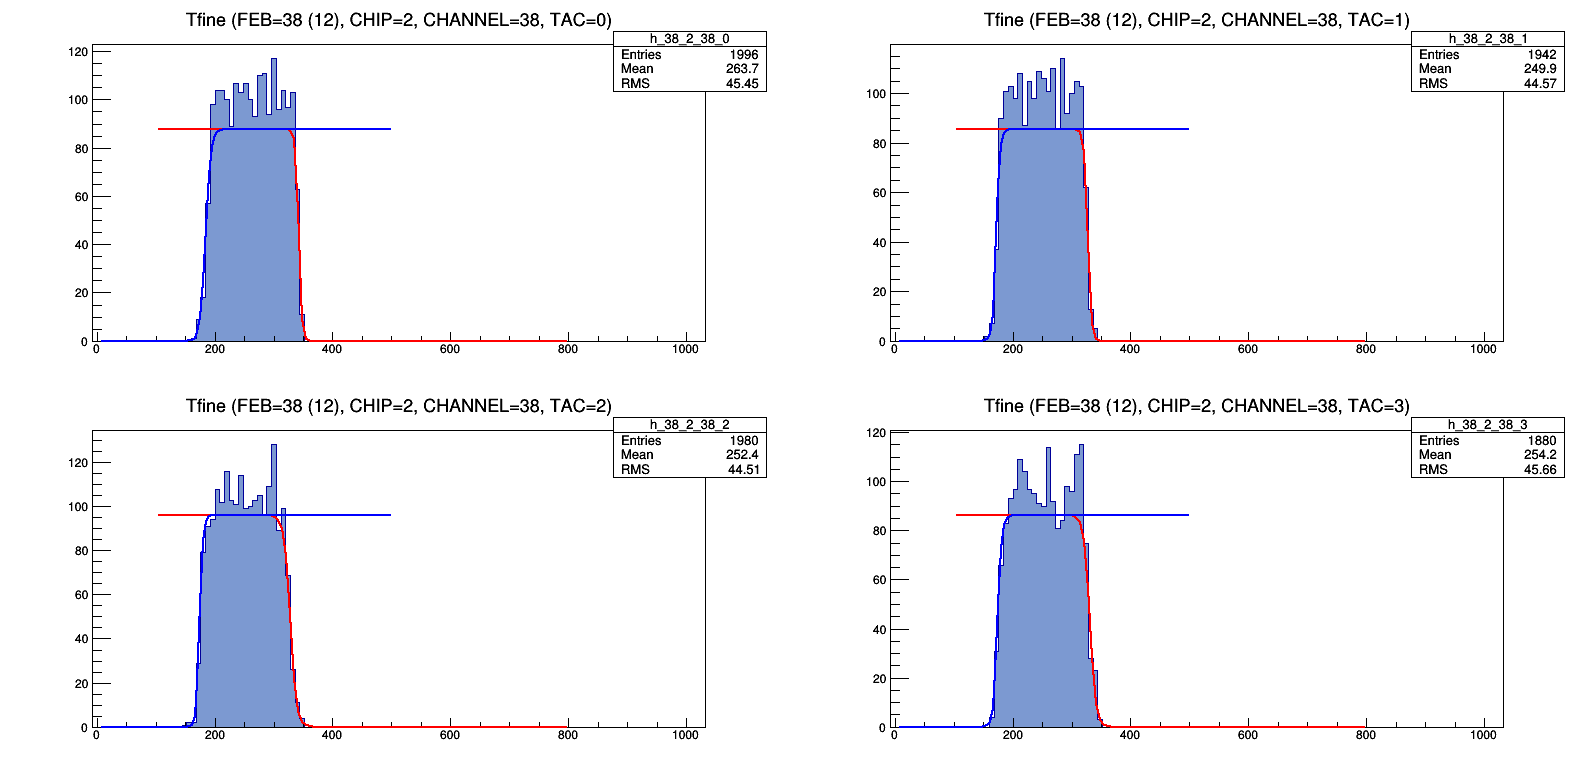 Tfine (FEB=38 (12), CHIP=2, CHANNEL=38, TAC=0)
h_38_2_38_0
Entries 1996
Mean 263.7
RMS 45.45
120
100
80
60
40
20
0
0 200 400 600 800 1000
Tfine (FEB=38 (12), CHIP=2, CHANNEL=38, TAC=1)
h_38_2_38_1
Entries 1942
Mean 249.9
RMS 44.57
100
80
60
40
20
0
0 200 400 600 800 1000
Tfine (FEB=38 (12), CHIP=2, CHANNEL=38, TAC=2)
h_38_2_38_2
Entries 1980
Mean 252.4
RMS 44.51
120
100
80
60
40
20
0
0 200 400 600 800 1000
Tfine (FEB=38 (12), CHIP=2, CHANNEL=38, TAC=3)
h_38_2_38_3
Entries 1880
Mean 254.2
RMS 45.66
120
100
80
60
40
20
0
0 200 400 600 800 1000